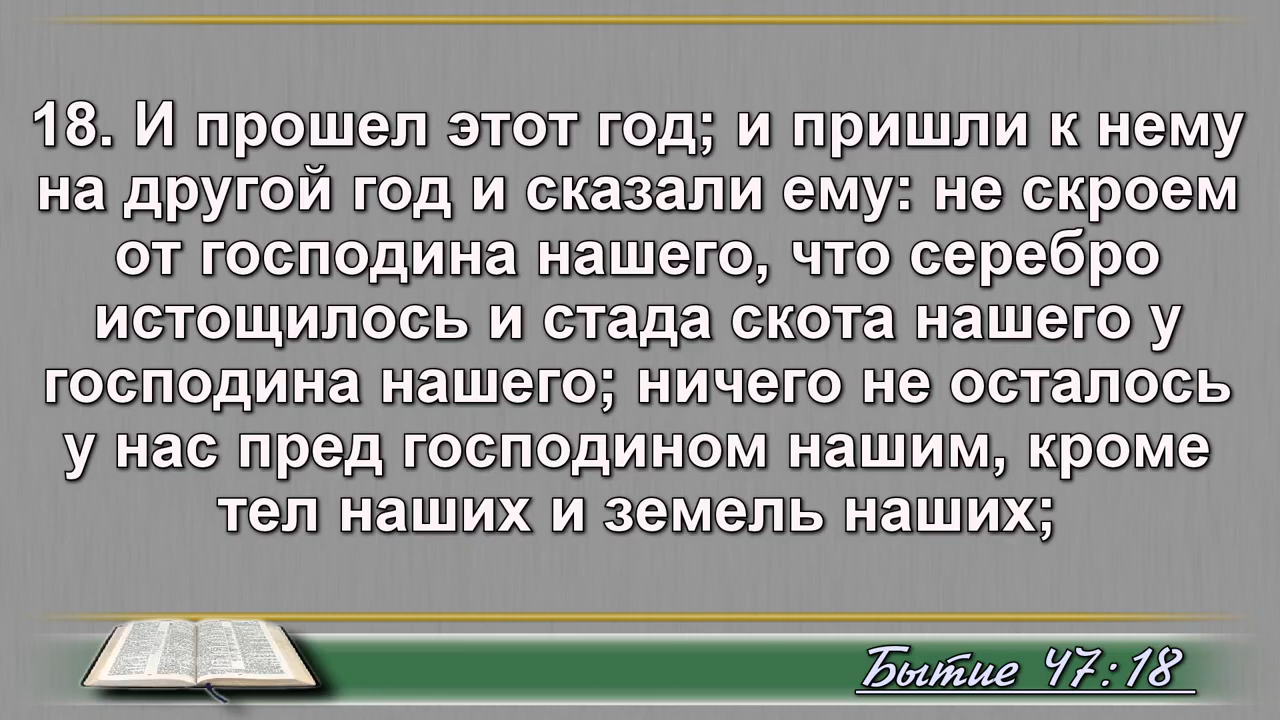 18. И прошел этот год; и пришли к нему
на другой год и сказали ему: не скроем
от господина нашего, что серебро
истощилось и стада скота нашего у
господина нашего; ничего не осталось
у нас пред господином нашим, кроме
тел наших и земель наших;
Бытие 47:18